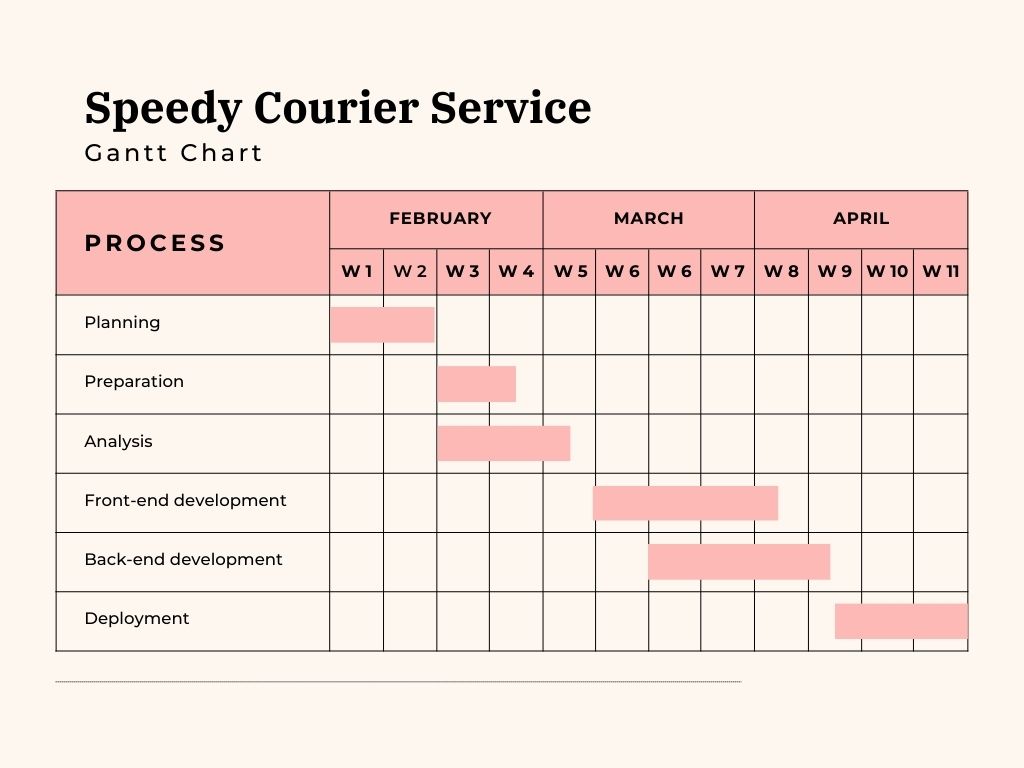 Speedy Courier Service
Gantt Chart
PROCESS
FEBRUARY MARCH APRIL
W 1 W 2 W 3 W 4 W 5 W 6 W 6 W 7 W 8 W 9 W 10 W 11
Planning
Preparation
Analysis
Front-end development
Back-end development
Deployment